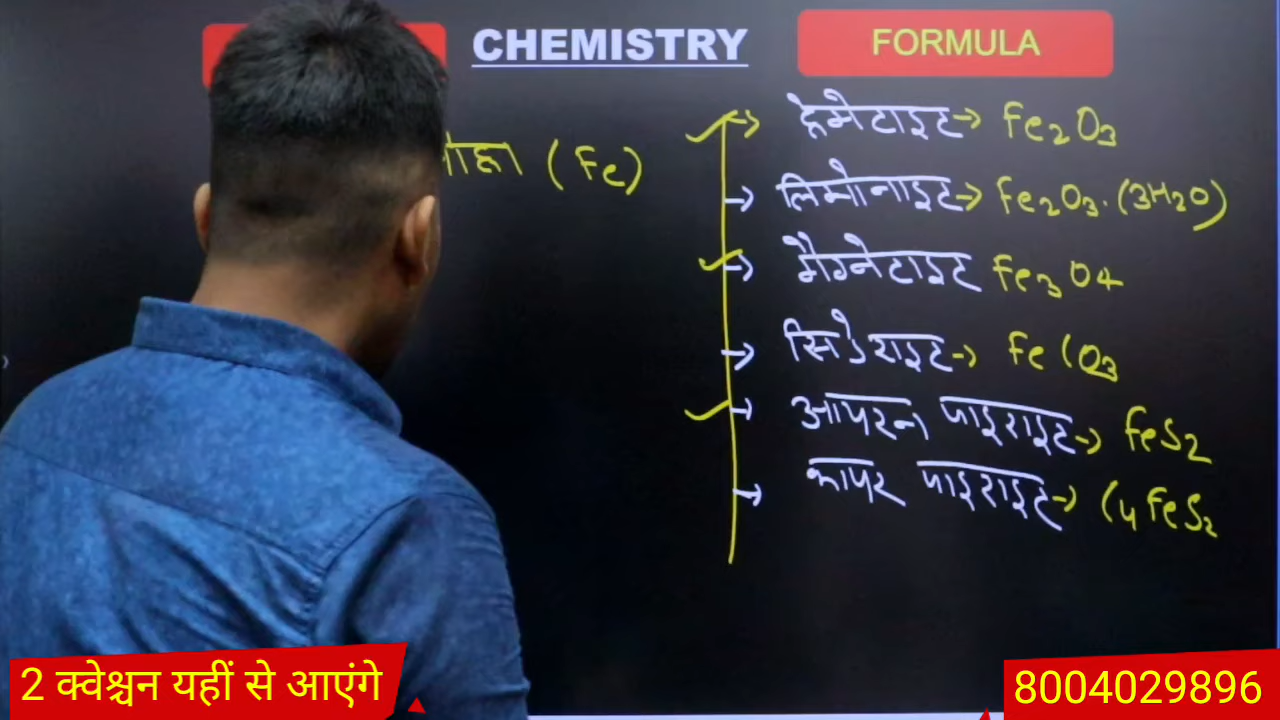 CHEMISTRY
FORMULA
(Fe)
हेमेटाइट → Fe2O3
लिमोनाइट → Fe2O3.(3H2O)
मैग्नेटाइट Fe3O4
सिडेराइट → FeCO3
आयरन पाइराइट → FeS2
कापर पाइराइट → CuFeS2
2 क्वेश्चन यहीं से आएंगे
8004029896